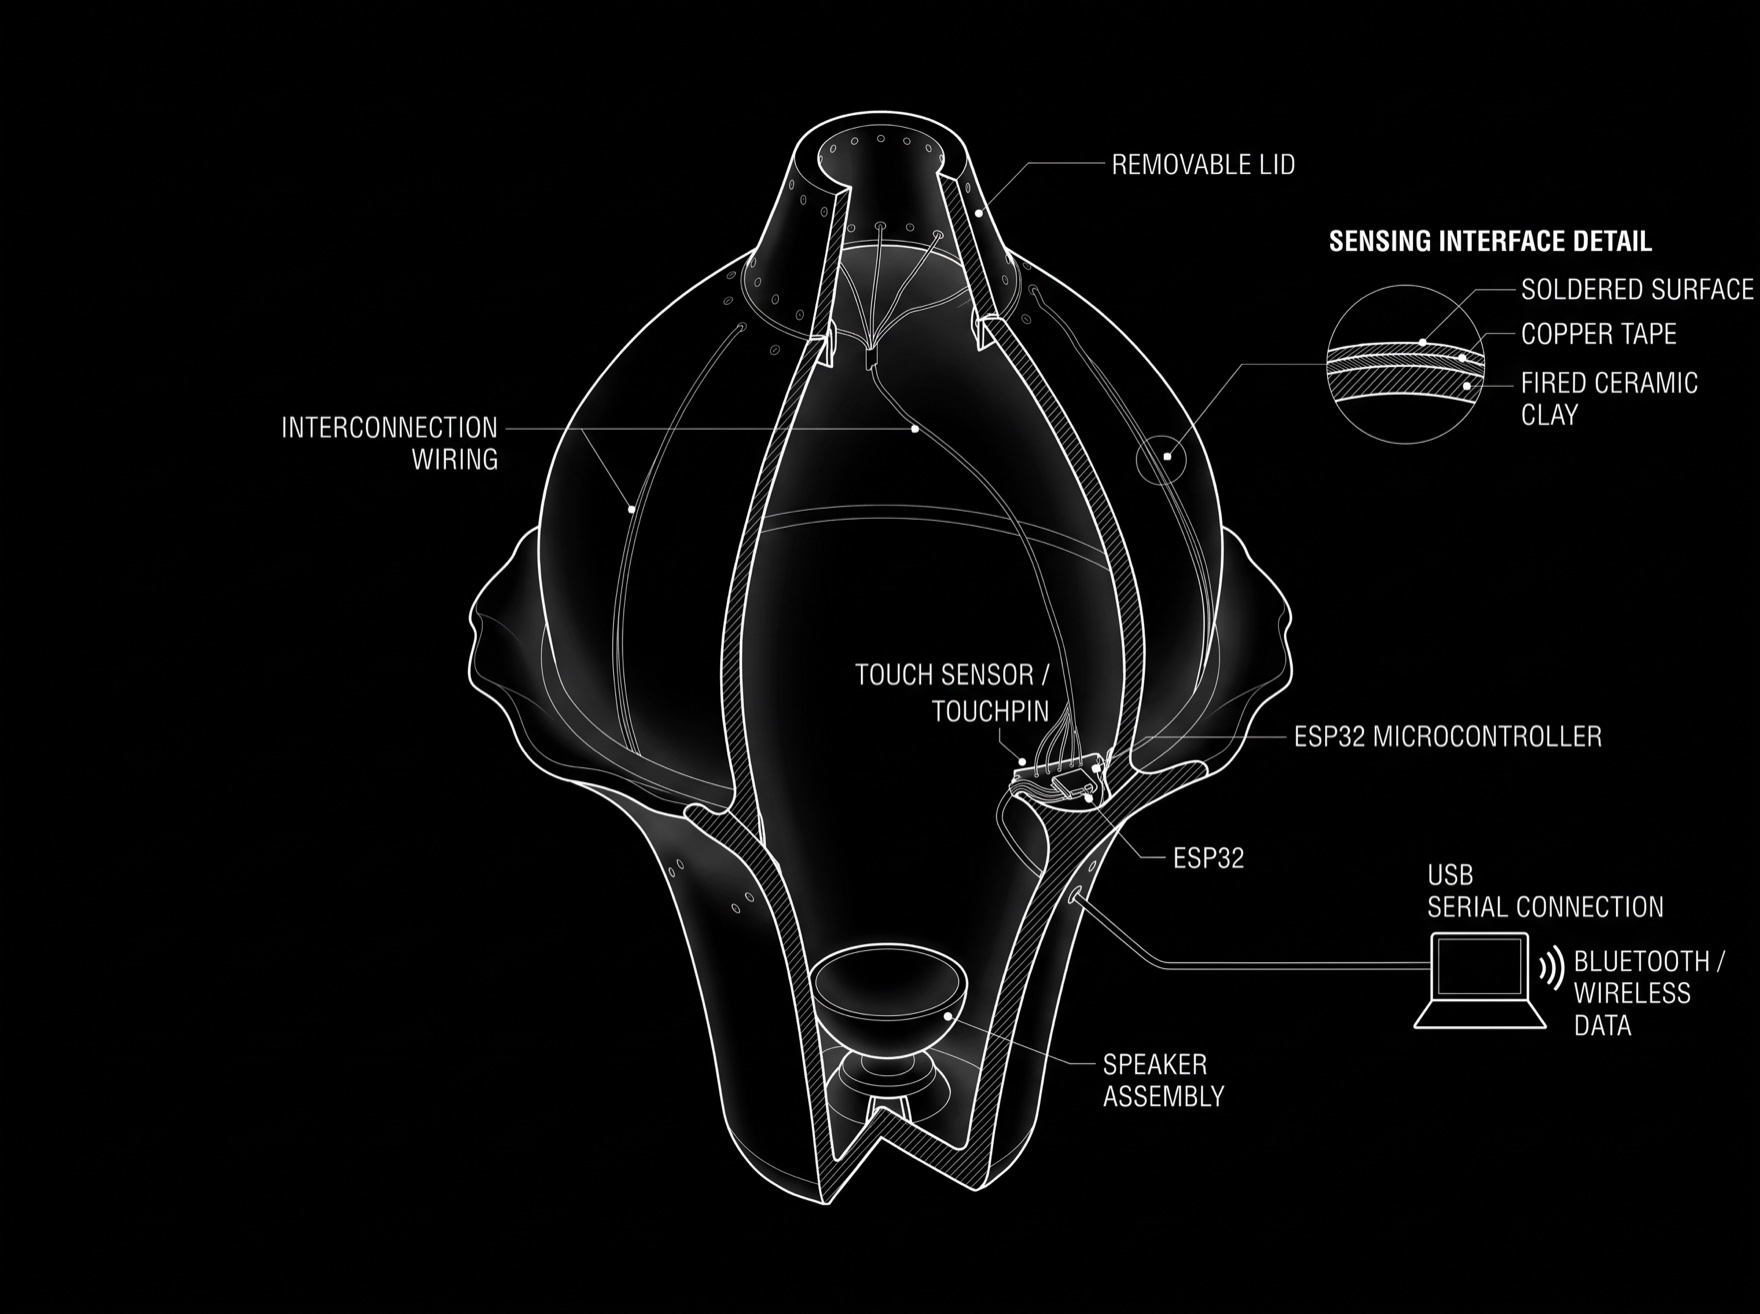 REMOVABLE LID
SENSING INTERFACE DETAIL
SOLDERED SURFACE
COPPER TAPE
FIRED CERAMIC
CLAY
INTERCONNECTION
WIRING
TOUCH SENSOR /
TOUCHPIN
ESP32 MICROCONTROLLER
ESP32
USB
SERIAL CONNECTION
BLUETOOTH /
WIRELESS
DATA
SPEAKER
ASSEMBLY